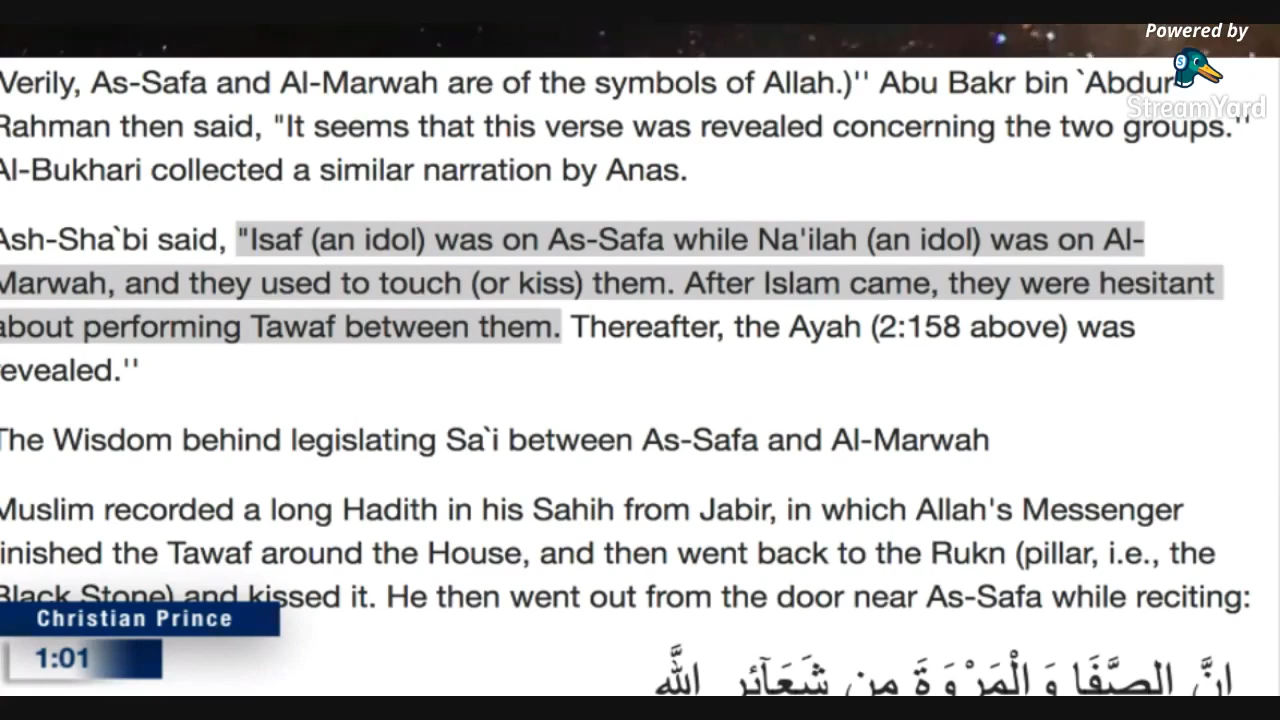 Powered by
StreamYard
Verily, As-Safa and Al-Marwah are of the symbols of Allah.)'' Abu Bakr bin `Abdur-
Rahman then said, "It seems that this verse was revealed concerning the two groups.''
Al-Bukhari collected a similar narration by Anas.
Ash-Sha`bi said, "Isaf (an idol) was on As-Safa while Na'ilah (an idol) was on Al-
Marwah, and they used to touch (or kiss) them. After Islam came, they were hesitant
about performing Tawaf between them. Thereafter, the Ayah (2:158 above) was
revealed.''
The Wisdom behind legislating Sa`i between As-Safa and Al-Marwah
Muslim recorded a long Hadith in his Sahih from Jabir, in which Allah's Messenger
finished the Tawaf around the House, and then went back to the Rukn (pillar, i.e., the
Black Stone) and kissed it. He then went out from the door near As-Safa while reciting:
إِنَّ الصَّفَا وَالْمَرْوَةَ مِن شَعَآئِرِ اللَّهِ
Christian Prince
1:01